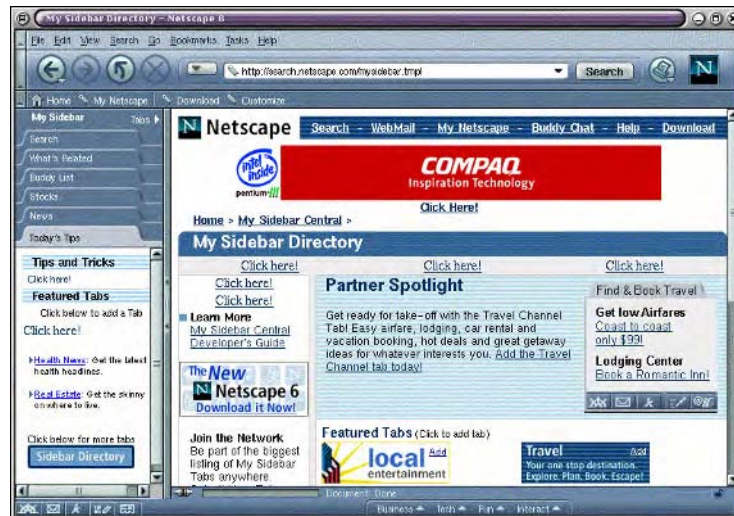 My Sidebar Directory - Netscape 6
File Edit View Search Go Bookmarks Tasks Help
http://search.netscape.com/mysidebar.tmpl
Search
N
Home My Netscape Download Customize...
My Sidebar Tabs
Search
What's Related
Buddy List
Stocks
News
Today's Tips
Tips and Tricks
Click here!
Featured Tabs
Click below to add a Tab
Click here!
Health News: Get the latest
health headlines.
Real Estate: Get the skinny
on where to live.
Click below for more tabs
Sidebar Directory
N Netscape
Search - WebMail - My Netscape - Buddy Chat - Help - Download
intel
inside
pentium///
COMPAQ
Inspiration Technology
Click Here!
Home > My Sidebar Central >
My Sidebar Directory
Click here! Click here! Click here!
Click here!
Click here!
Learn More
My Sidebar Central
Developer's Guide
The New
N Netscape 6
Download it Now!
Join the Network
Be part of the biggest
listing of My Sidebar
Tabs anywhere.
Partner Spotlight
Get ready for take-off with the Travel Channel
Tab! Easy airfare, lodging, car rental and
vacation booking, hot deals and great getaway
ideas for whatever interests you. Add the Travel
Channel tab today!
Find & Book Travel
Get low Airfares
Coast to coast
only $99!
Lodging Center
Book a Romantic Inn!
Featured Tabs (Click to add tab)
local Add
entertainment
Travel Add
Your one stop destination.
Explore. Plan. Book. Escape!
Document: Done
Business Tech Fun Interact